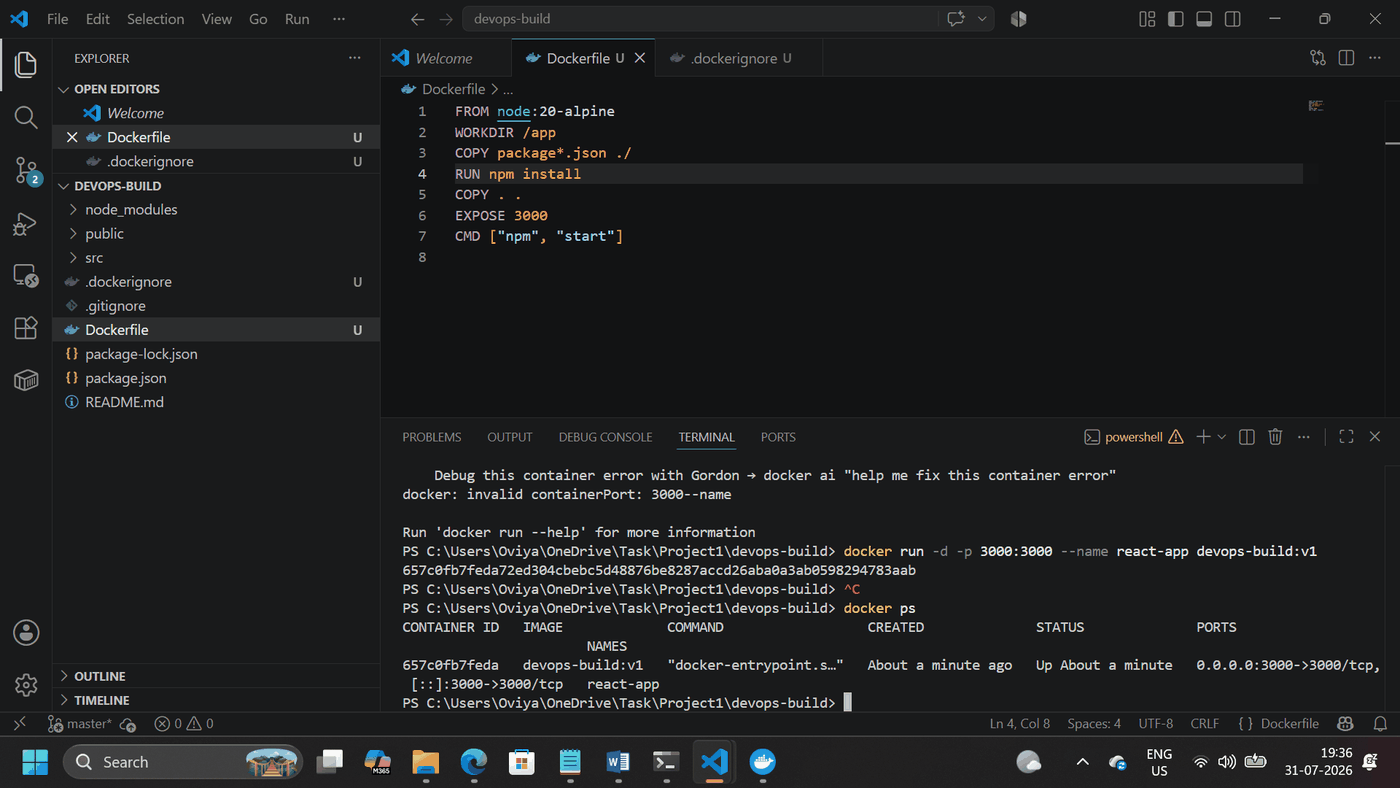 File Edit Selection View Go Run ···
devops-build
EXPLORER
OPEN EDITORS
Welcome
Dockerfile U
.dockerignore U
DEVOPS-BUILD
node_modules
public
src
.dockerignore U
.gitignore
Dockerfile U
package-lock.json
package.json
README.md
OUTLINE
TIMELINE
2
Welcome Dockerfile U .dockerignore U
Dockerfile > ...
1 FROM node:20-alpine
2 WORKDIR /app
3 COPY package*.json ./
4 RUN npm install
5 COPY . .
6 EXPOSE 3000
7 CMD ["npm", "start"]
8
PROBLEMS OUTPUT DEBUG CONSOLE TERMINAL PORTS
powershell
Debug this container error with Gordon → docker ai "help me fix this container error"
docker: invalid containerPort: 3000--name
Run 'docker run --help' for more information
PS C:\Users\Oviya\OneDrive\Task\Project1\devops-build> docker run -d -p 3000:3000 --name react-app devops-build:v1
657c0fb7feda72ed304cbebc5d48876be8287accd26aba0a3ab0598294783aab
PS C:\Users\Oviya\OneDrive\Task\Project1\devops-build> ^C
PS C:\Users\Oviya\OneDrive\Task\Project1\devops-build> docker ps
CONTAINER ID IMAGE COMMAND CREATED STATUS PORTS
NAMES
657c0fb7feda devops-build:v1 "docker-entrypoint.s…" About a minute ago Up About a minute 0.0.0.0:3000->3000/tcp,
[::]:3000->3000/tcp react-app
PS C:\Users\Oviya\OneDrive\Task\Project1\devops-build>
master* 0 0 Ln 4, Col 8 Spaces: 4 UTF-8 CRLF { } Dockerfile
Search
M365
ENG
US
19:36
31-07-2026